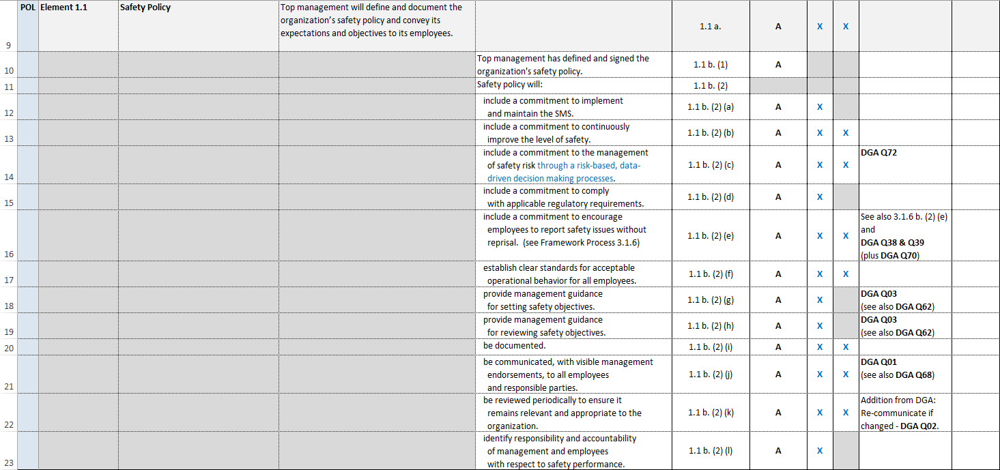 POL Element 1.1 Safety Policy Top management will define and document the
organization's safety policy and convey its
expectations and objectives to its employees.
1.1 a. A X X
9
Top management has defined and signed the
organization's safety policy.
1.1 b. (1) A
10
Safety policy will: 1.1 b. (2)
11
include a commitment to implement
and maintain the SMS.
1.1 b. (2) (a) A X
12
include a commitment to continuously
improve the level of safety.
1.1 b. (2) (b) A X X
13
include a commitment to the management
of safety risk through a risk-based, data-
driven decision making processes.
1.1 b. (2) (c) A X X
DGA Q72
14
include a commitment to comply
with applicable regulatory requirements.
1.1 b. (2) (d) A X
15
include a commitment to encourage
employees to report safety issues without
reprisal. (see Framework Process 3.1.6)
1.1 b. (2) (e) A X X
See also 3.1.6 b. (2) (e)
and
DGA Q38 & Q39
(plus DGA Q70)
16
establish clear standards for acceptable
operational behavior for all employees.
1.1 b. (2) (f) A X X
17
provide management guidance
for setting safety objectives.
1.1 b. (2) (g) A X
DGA Q03
(see also DGA Q62)
18
provide management guidance
for reviewing safety objectives.
1.1 b. (2) (h) A X
DGA Q03
(see also DGA Q62)
19
be documented. 1.1 b. (2) (i) A X X
20
be communicated, with visible management
endorsements, to all employees
and responsible parties.
1.1 b. (2) (j) A X X
DGA Q01
(see also DGA Q68)
21
be reviewed periodically to ensure it
remains relevant and appropriate to the
organization.
1.1 b. (2) (k) A X X
Addition from DGA:
Re-communicate if
changed - DGA Q02.
22
identify responsibility and accountability
of management and employees
with respect to safety performance.
1.1 b. (2) (l) A X
23